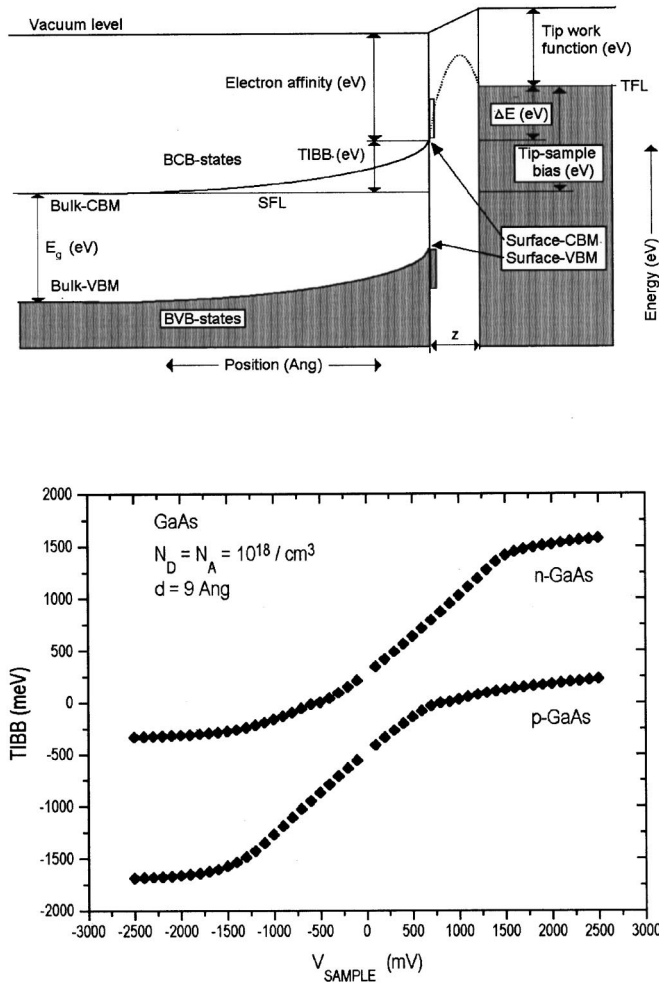 Vacuum level
Tip work
function (eV)
Electron affinity (eV)
TFL
ΔE (eV)
BCB-states
TIBB (eV)
Tip-sample
bias (eV)
Bulk-CBM
SFL
E_g (eV)
Surface-CBM
Surface-VBM
Bulk-VBM
BVB-states
Energy (eV)
z
Position (Ang)
2000
1500
1000
500
0
-500
-1000
-1500
-2000
TIBB (meV)
GaAs
N_D = N_A = 10^18 / cm^3
d = 9 Ang
n-GaAs
p-GaAs
-3000 -2500 -2000 -1500 -1000 -500 0 500 1000 1500 2000 2500 3000
V_SAMPLE (mV)